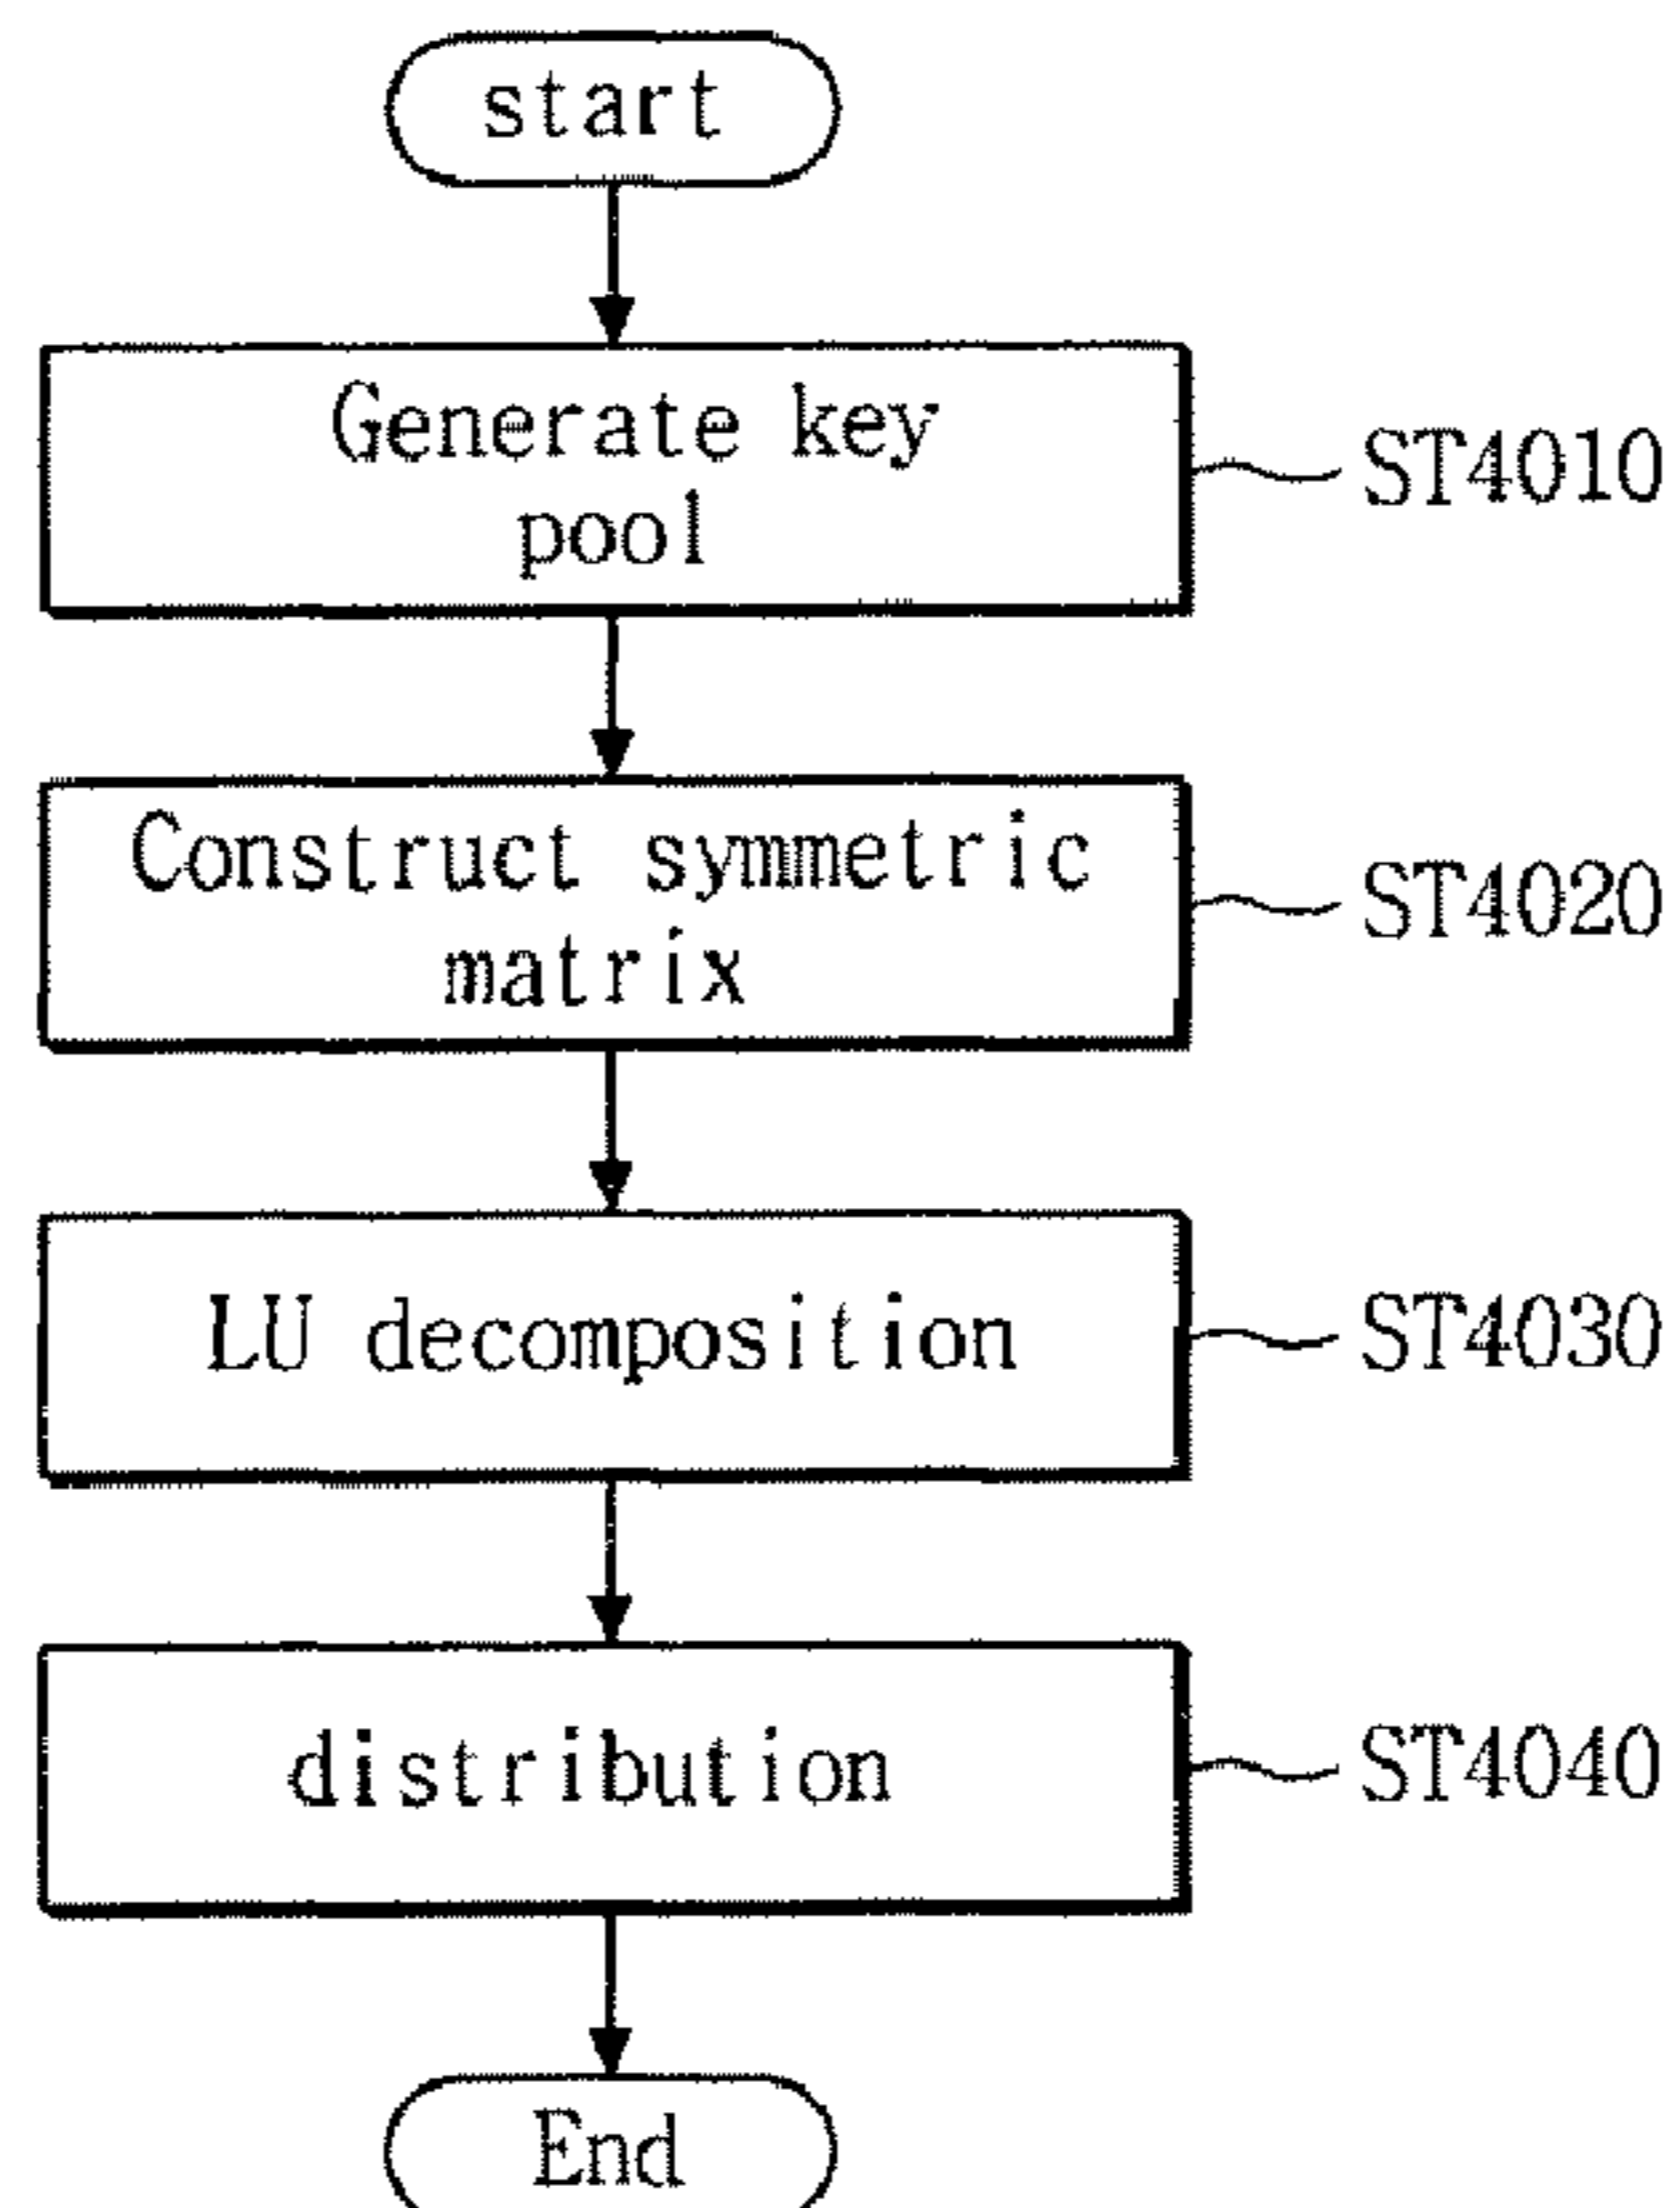 start
Generate key
pool
ST4010
Construct symmetric
matrix
ST4020
LU decomposition
ST4030
distribution
ST4040
End